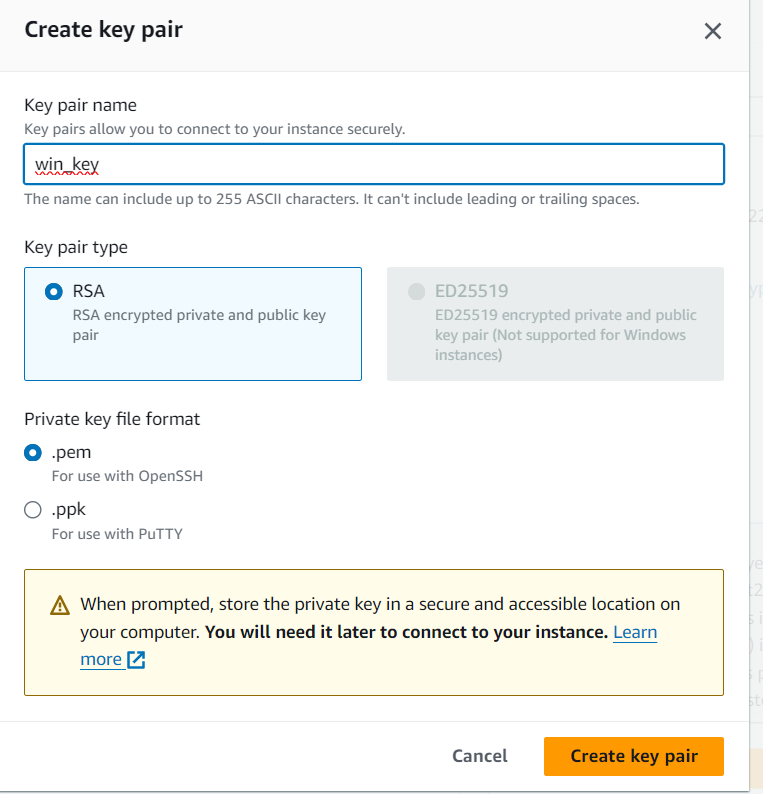 Create key pair
Key pair name
Key pairs allow you to connect to your instance securely.
win_key
The name can include up to 255 ASCII characters. It can't include leading or trailing spaces.
Key pair type
RSA
RSA encrypted private and public key
pair
ED25519
ED25519 encrypted private and public
key pair (Not supported for Windows
instances)
Private key file format
.pem
For use with OpenSSH
.ppk
For use with PuTTY
When prompted, store the private key in a secure and accessible location on
your computer. You will need it later to connect to your instance. Learn
more
Cancel
Create key pair